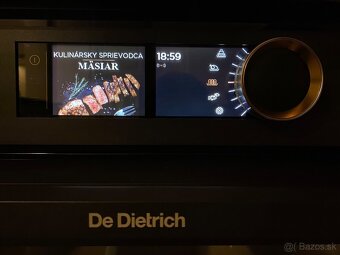 KULINÁRSKY SPRIEVODCA
MÄSIAR
18:59
De Dietrich
Bazos.sk